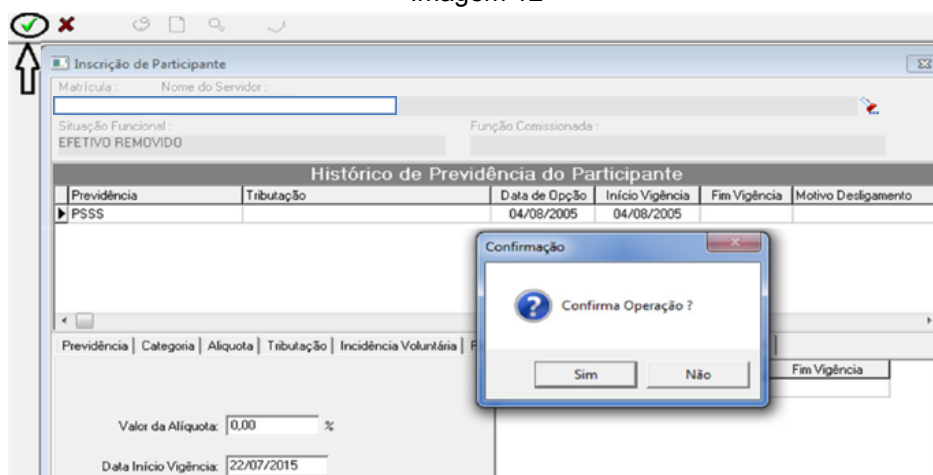 Imagem 12
Inscrição de Participante
Matrícula : Nome do Servidor :
Situação Funcional : Função Comissionada :
EFETIVO REMOVIDO
Histórico de Previdência do Participante
Previdência Tributação Data de Opção Início Vigência Fim Vigência Motivo Desligamento
PSSS 04/08/2005 04/08/2005
Confirmação
Confirma Operação ?
Sim Não
Previdência Categoria Aliquota Tributação Incidência Voluntária
Fim Vigência
Valor da Alíquota: 0,00 %
Data Início Vigência: 22/07/2015